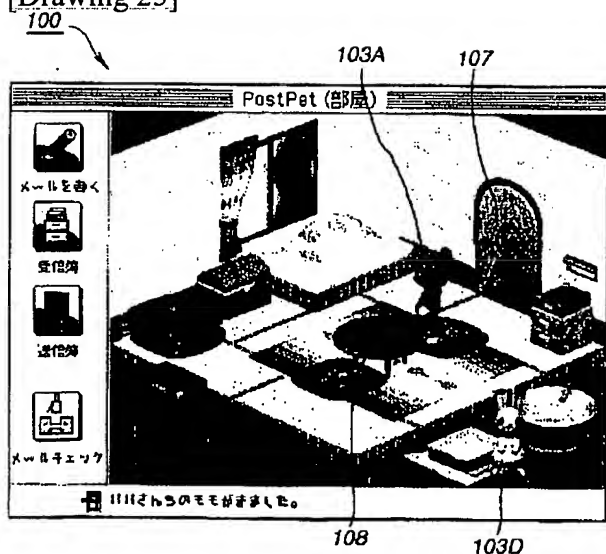 [Drawing 25]
100
103A
107
PostPet (部屋)
メールを書く
受信簿
送信簿
メールチェック
さんちのモモがきました。
108
103D